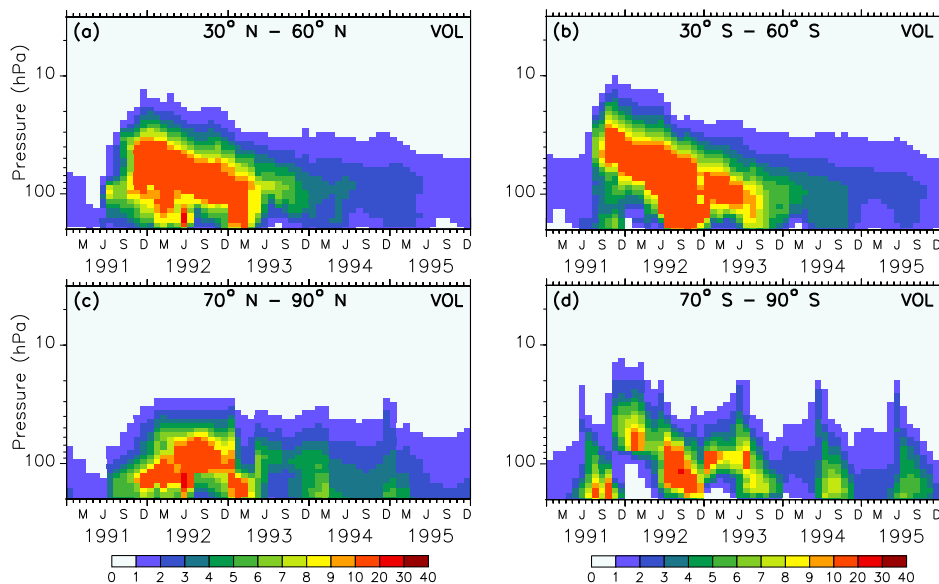 (a) 30° N – 60° N VOL
(b) 30° S – 60° S VOL
Pressure (hPa)
10
100
10
100
M J S D M J S D M J S D M J S D M J S D
M J S D M J S D M J S D M J S D M J S D
1991 1992 1993 1994 1995
1991 1992 1993 1994 1995
(c) 70° N – 90° N VOL
(d) 70° S – 90° S VOL
Pressure (hPa)
10
100
10
100
M J S D M J S D M J S D M J S D M J S D
M J S D M J S D M J S D M J S D M J S D
1991 1992 1993 1994 1995
1991 1992 1993 1994 1995
0 1 2 3 4 5 6 7 8 9 10 20 30 40
0 1 2 3 4 5 6 7 8 9 10 20 30 40